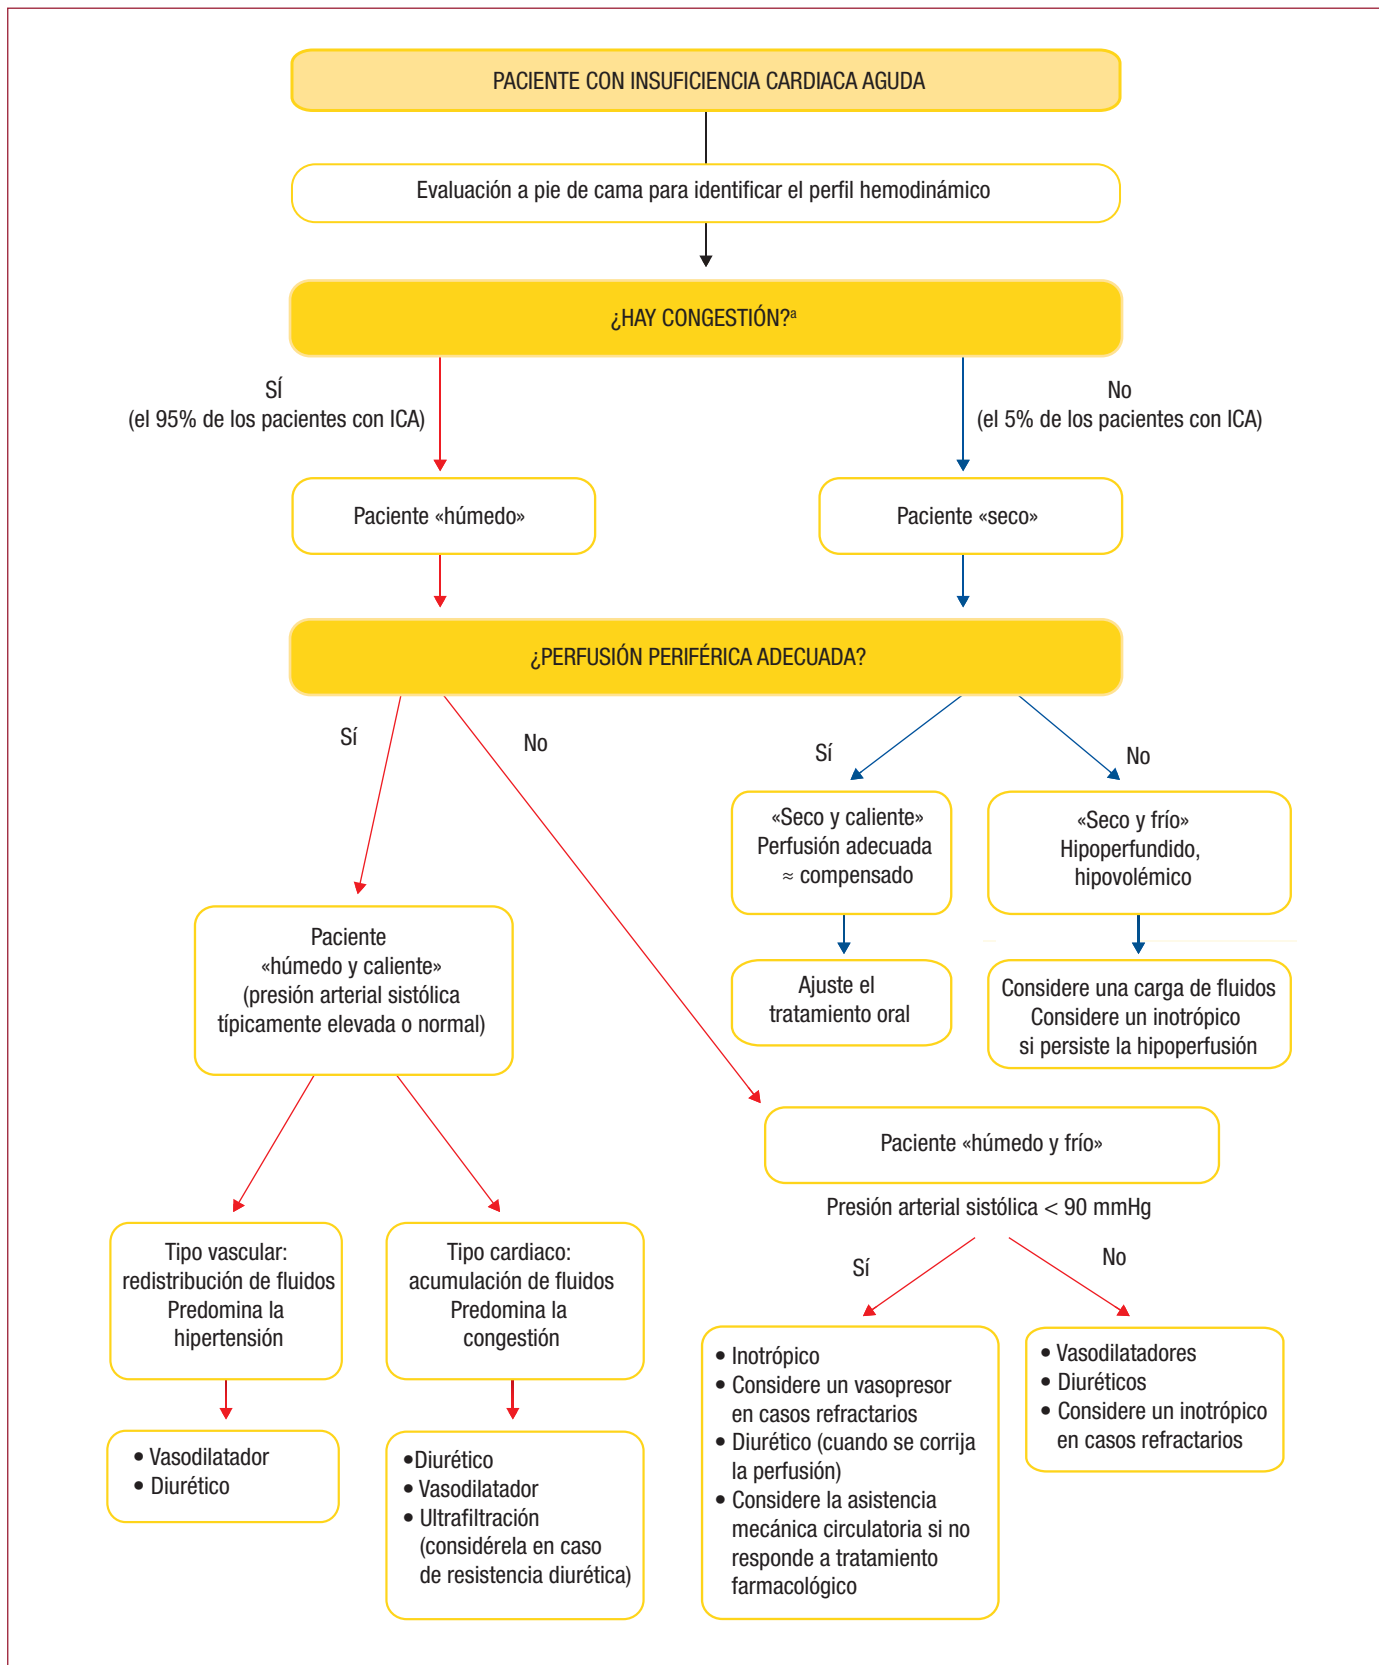 PACIENTE CON INSUFICIENCIA CARDIACA AGUDA
Evaluación a pie de cama para identificar el perfil hemodinámico
¿HAY CONGESTIÓN?ª
SÍ
(el 95% de los pacientes con ICA)
No
(el 5% de los pacientes con ICA)
Paciente «húmedo»
Paciente «seco»
¿PERFUSIÓN PERIFÉRICA ADECUADA?
Sí
No
Sí
No
«Seco y caliente»
Perfusión adecuada
≈ compensado
«Seco y frío»
Hipoperfundido,
hipovolémico
Paciente
«húmedo y caliente»
(presión arterial sistólica
típicamente elevada o normal)
Ajuste el
tratamiento oral
Considere una carga de fluidos
Considere un inotrópico
si persiste la hipoperfusión
Paciente «húmedo y frío»
Presión arterial sistólica < 90 mmHg
Sí
No
Tipo vascular:
redistribución de fluidos
Predomina la
hipertensión
Tipo cardiaco:
acumulación de fluidos
Predomina la
congestión
• Vasodilatador
• Diurético
•Diurético
• Vasodilatador
• Ultrafiltración
(considérela en caso
de resistencia diurética)
• Inotrópico
• Considere un vasopresor
en casos refractarios
• Diurético (cuando se corrija
la perfusión)
• Considere la asistencia
mecánica circulatoria si no
responde a tratamiento
farmacológico
• Vasodilatadores
• Diuréticos
• Considere un inotrópico
en casos refractarios